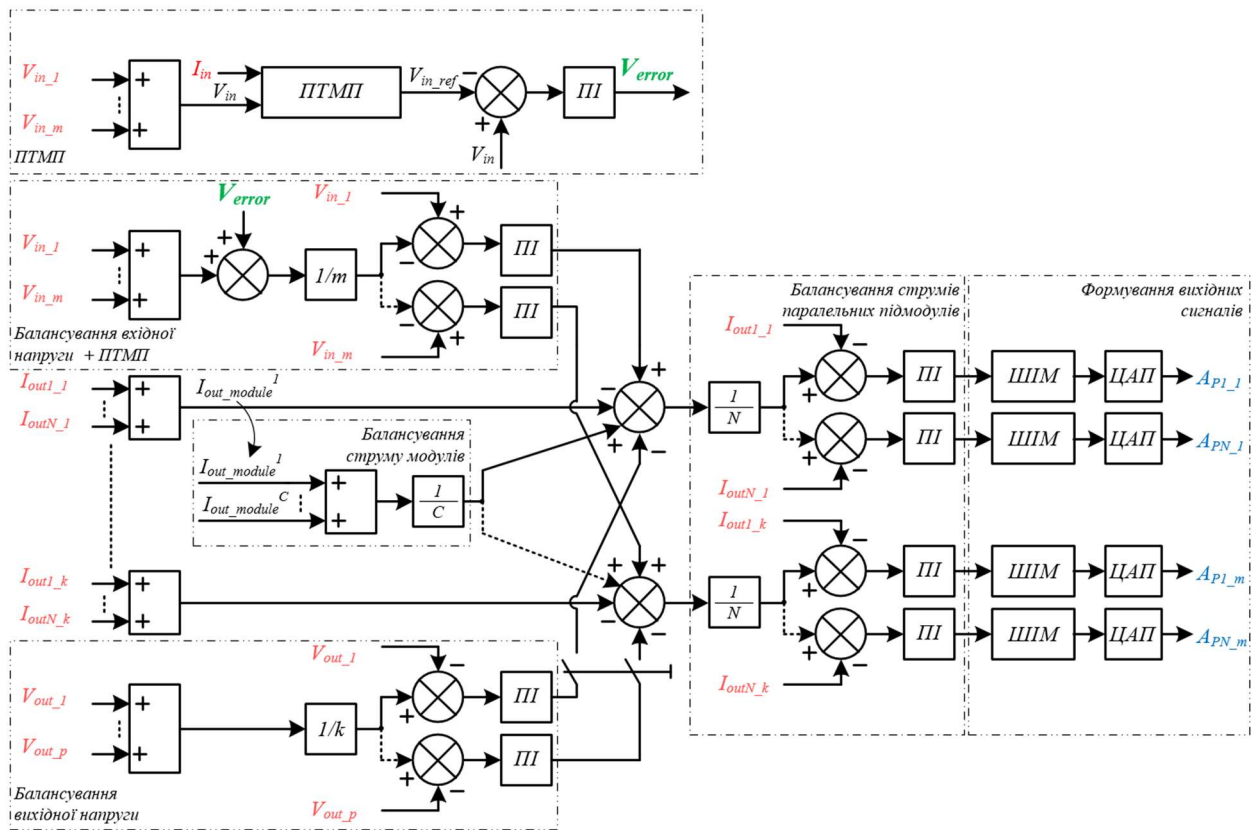 V_in_1
+
I_in
V_in
ПТМП
V_in_ref
−
ПІ
V_error
V_in_m
+
+
V_in
ПТМП
V_error
V_in_1
V_in_1
+
+
+
+
−
ПІ
1/m
V_in_m
+
−
+
ПІ
V_in_m
Балансування вхідної
напруги + ПТМП
I_out1_1
+
I_outN_1
+
I_out_module^1
Балансування
струму модулів
I_out_module^1
+
I_out_module^C
+
1
C
I_out1_k
+
I_outN_k
+
+
−
+
−
+
+
−
−
V_out_1
−
+
ПІ
V_out_1
+
1/k
V_out_p
+
+
−
ПІ
V_out_p
Балансування
вихідної напруги
Балансування струмів
паралельних підмодулів
I_out1_1
−
+
ПІ
1
N
+
−
ПІ
I_outN_1
I_out1_k
−
+
ПІ
1
N
+
−
ПІ
I_outN_k
Формування вихідних
сигналів
ШІМ
ЦАП
A_P1_1
ШІМ
ЦАП
A_PN_1
ШІМ
ЦАП
A_P1_m
ШІМ
ЦАП
A_PN_m